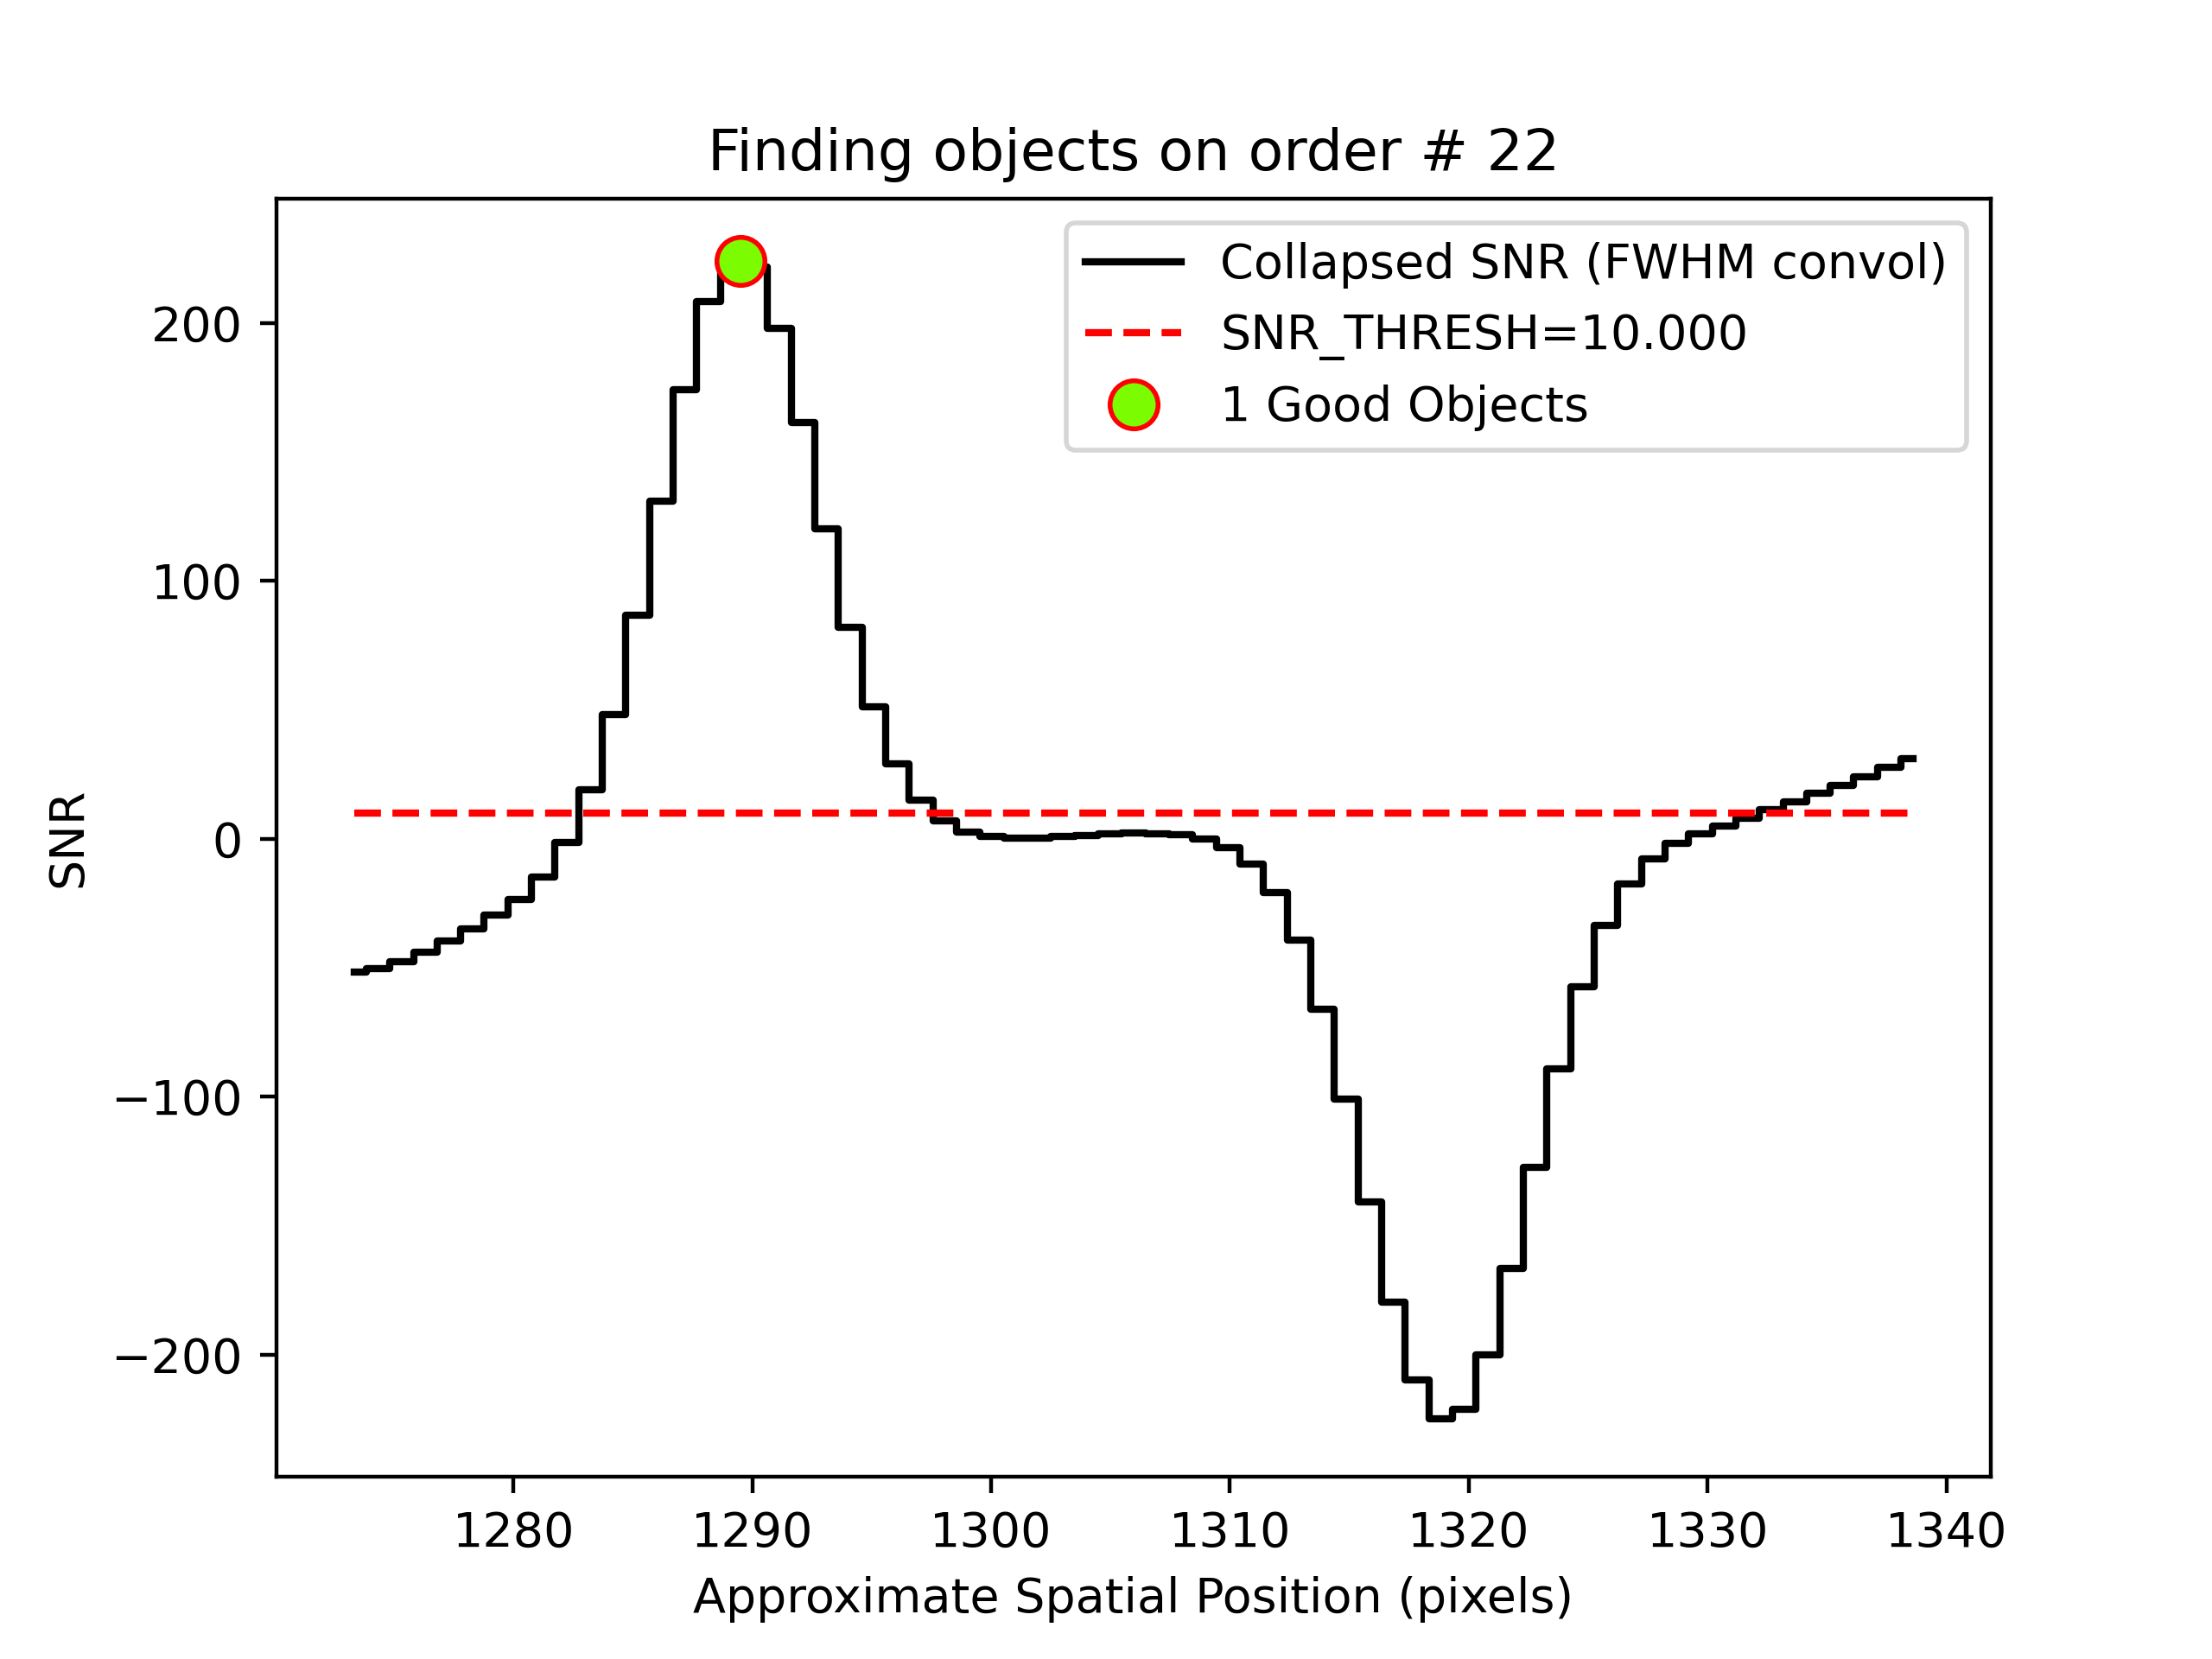 Finding objects on order # 22
Collapsed SNR (FWHM convol)
SNR_THRESH=10.000
1 Good Objects
200
100
0
−100
−200
SNR
1280 1290 1300 1310 1320 1330 1340
Approximate Spatial Position (pixels)